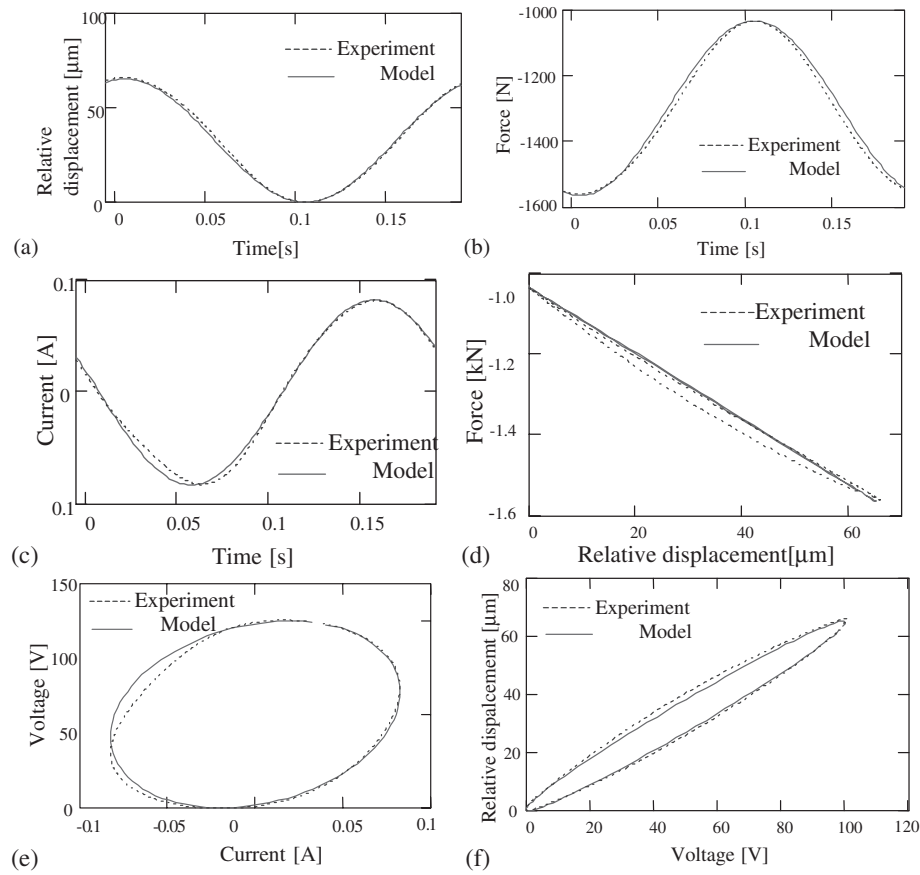 100
Relative
displacement [µm]
50
0
0
0.05
0.1
0.15
Time[s]
Experiment
Model
(a)
-1000
-1200
Force [N]
-1400
-1600
0
0.05
0.1
0.15
Time [s]
Experiment
Model
(b)
0.1
Current [A]
0
0.1
0
0.05
0.1
0.15
Time [s]
Experiment
Model
(c)
-1.0
-1.2
Force [kN]
-1.4
-1.6
0
20
40
60
Relative displacement[µm]
Experiment
Model
(d)
150
100
Voltage [V]
50
0
-0.1
-0.05
0
0.05
0.1
Current [A]
Experiment
Model
(e)
80
60
Relative dispalcememt [µm]
40
20
0
0
20
40
60
80
100
120
Voltage [V]
Experiment
Model
(f)